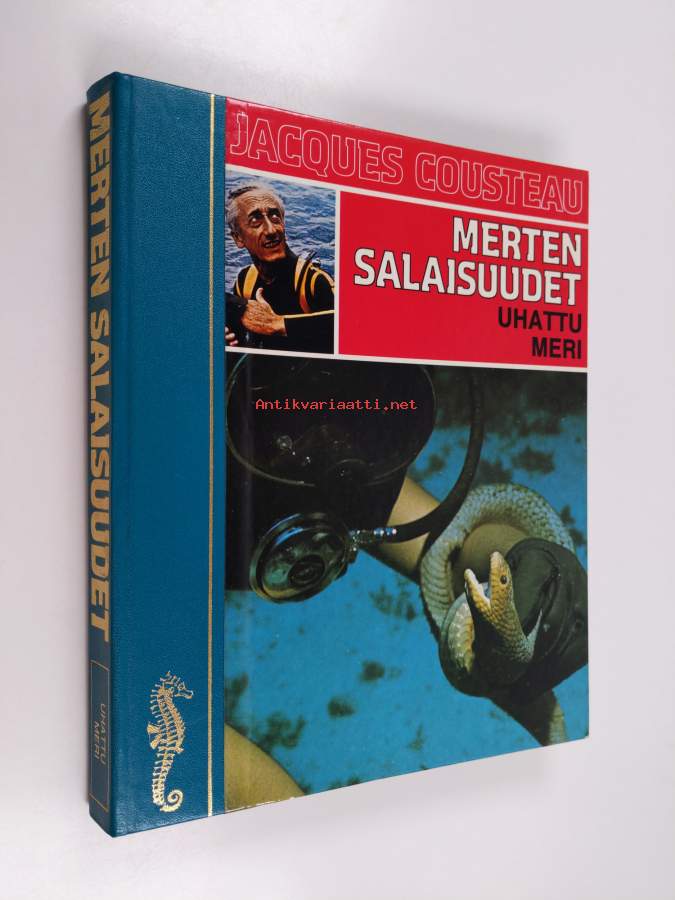 MERTEN SALAISUUDET
UHATTU
MERI
JACQUES COUSTEAU
MERTEN
SALAISUUDET
UHATTU
MERI
Antikvariaatti.net